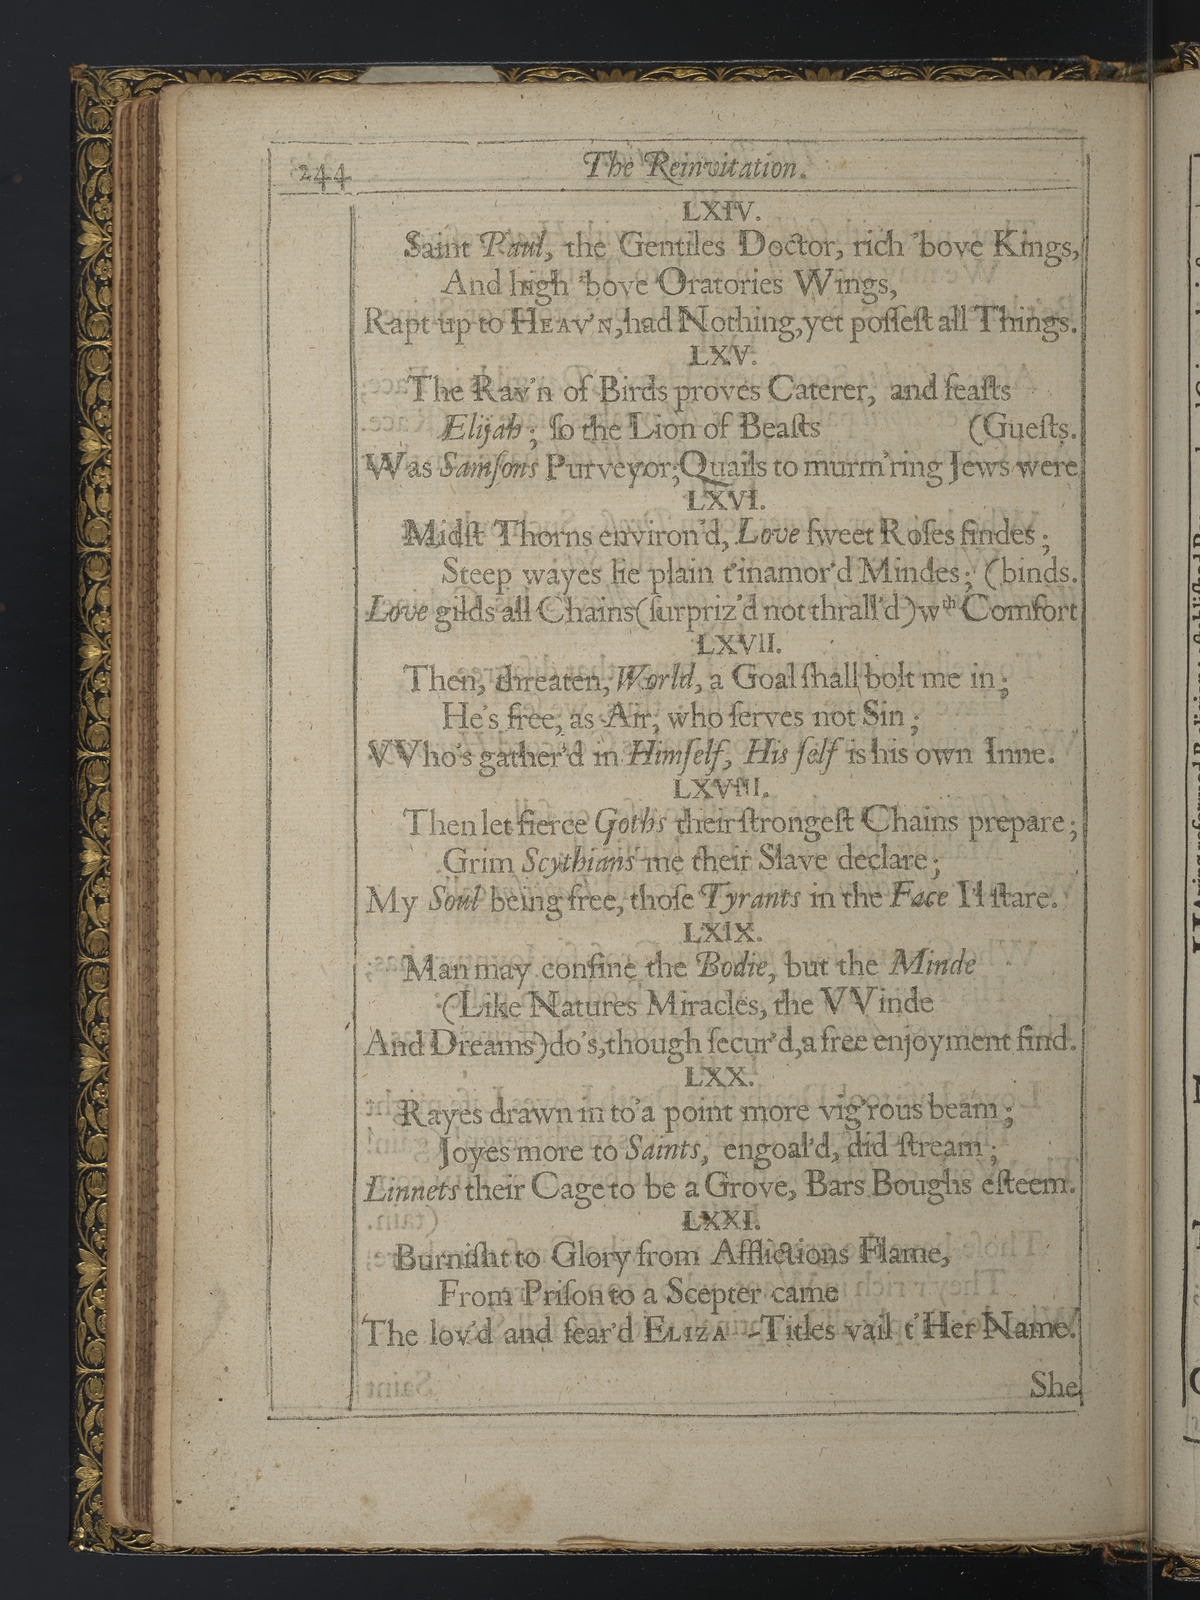 244
The Reinvitation.
LXIV.
Saint Paul, the Gentiles Doctor, rich 'bove Kings,
And high 'bove Oratories Wings,
Rapt up to HEAV'N, had Nothing, yet poſſeſt all Things.
LXV.
The Rav'n of Birds proves Caterer, and feaſts
Elijah; ſo the Lion of Beaſts (Gueſts.
Was Samſons Purveyor; Quails to murm'ring Jews were
LXVI.
Midſt Thorns environ'd, Love ſweet Roſes findes;
Steep wayes lie plain t'inamor'd Mindes; (binds.
Love gilds all Chains (ſurpriz'd not thrall'd) wth Comfort
LXVII.
Then, threaten, World, a Goal ſhall bolt me in;
He's free, as Air, who ſerves not Sin;
VVho's gather'd in Himſelf, His ſelf is his own Inne.
LXVIII.
Then let fierce Goths their ſtrongeſt Chains prepare;
Grim Scythians me their Slave declare;
My Soul being free, thoſe Tyrants in the Face I'l ſtare.
LXIX.
Man may confine the Bodie, but the Minde
(Like Natures Miracles, the VVinde
And Dreams) do's, though ſecur'd, a free enjoyment find.
LXX.
Rayes drawn in to'a point more vig'rous beam;
Joyes more to Saints, engoal'd, did ſtream;
Linnets their Cage to be a Grove, Bars Boughs eſteem.
LXXI.
Burniſht to Glory from Afflictions Flame,
From Priſon to a Scepter came
The lov'd and fear'd ELIZA -Titles vail t'Her Name.
She